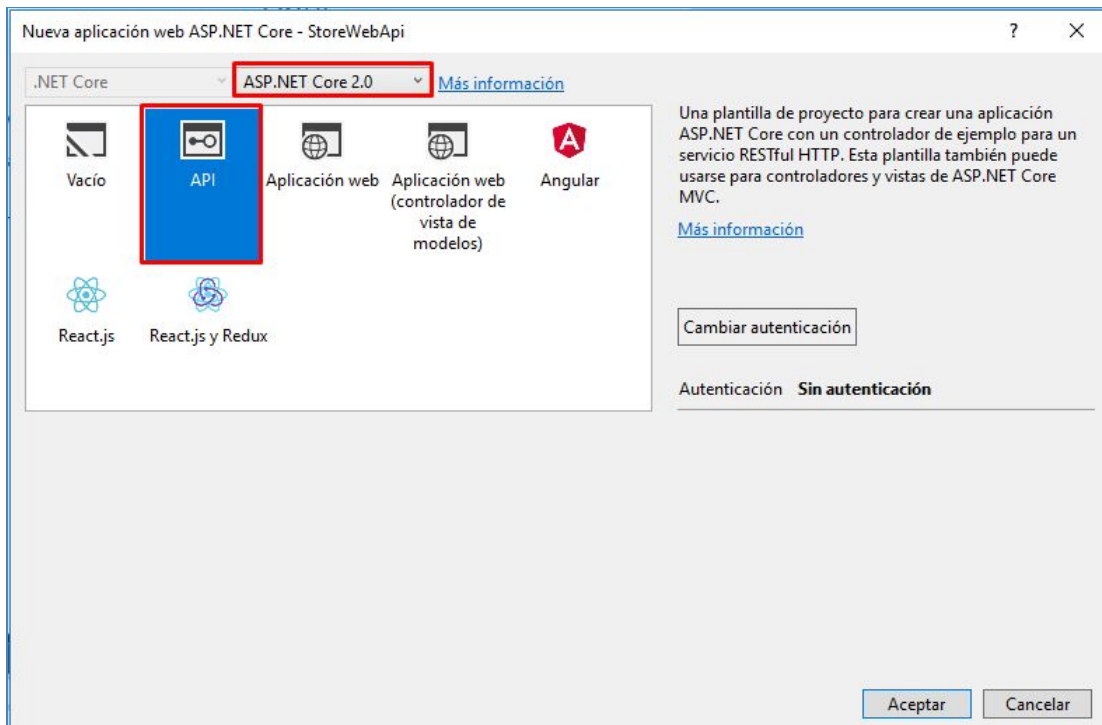 Nueva aplicación web ASP.NET Core - StoreWebApi
?
.NET Core
ASP.NET Core 2.0
Más información
Vacío
API
Aplicación web
Aplicación web
(controlador de
vista de
modelos)
Angular
React.js
React.js y Redux
Una plantilla de proyecto para crear una aplicación
ASP.NET Core con un controlador de ejemplo para un
servicio RESTful HTTP. Esta plantilla también puede
usarse para controladores y vistas de ASP.NET Core
MVC.
Más información
Cambiar autenticación
Autenticación Sin autenticación
Aceptar
Cancelar